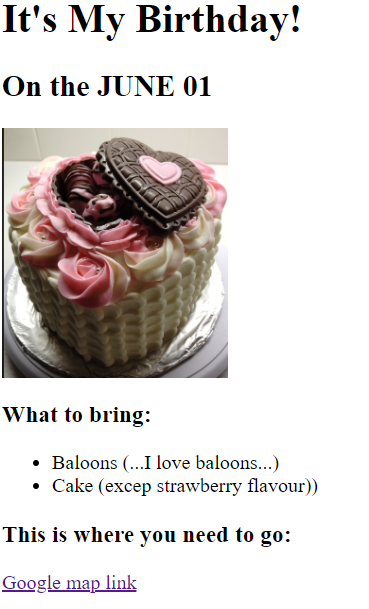 It's My Birthday!
On the JUNE 01
What to bring:
Baloons (...I love baloons...)
Cake (excep strawberry flavour))
This is where you need to go:
Google map link